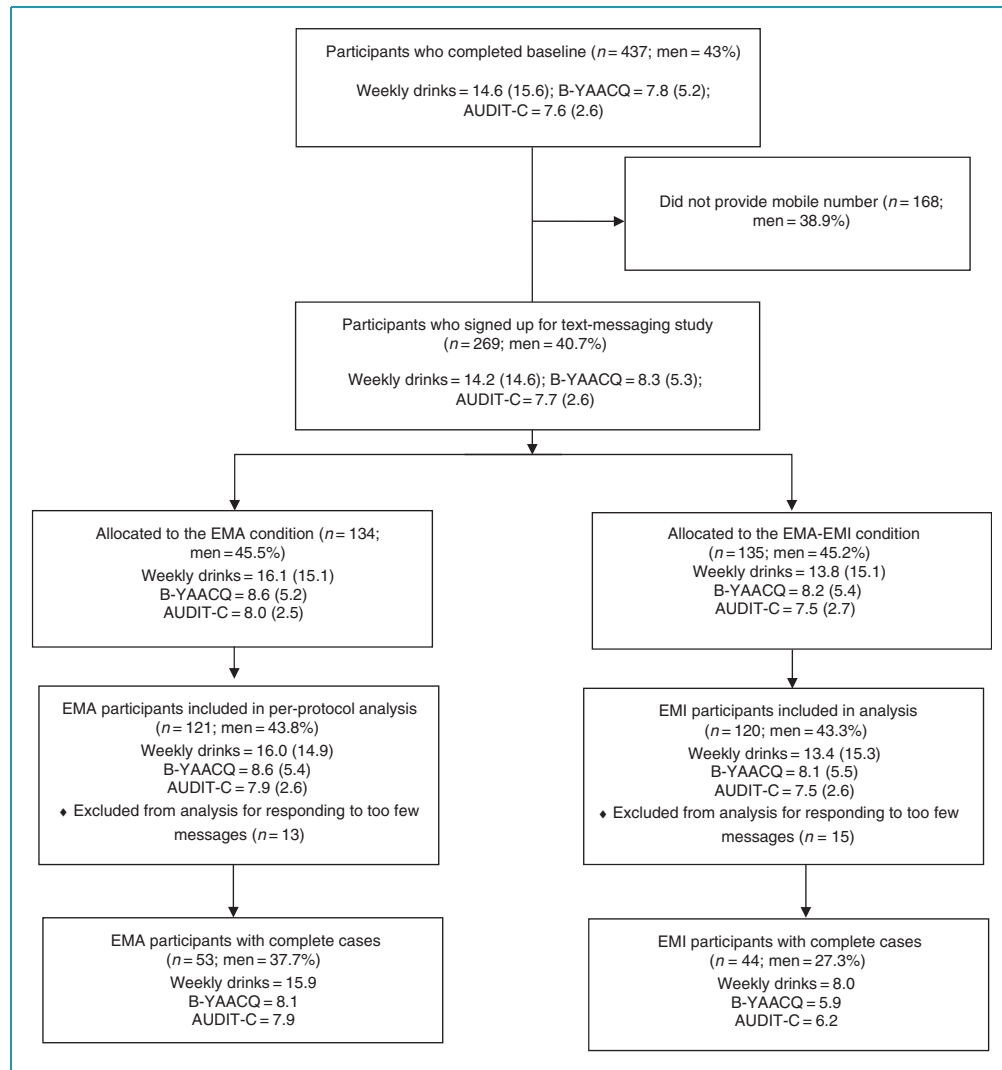 Participants who completed baseline (n = 437; men = 43%)
Weekly drinks = 14.6 (15.6); B-YAACQ = 7.8 (5.2);
AUDIT-C = 7.6 (2.6)
Did not provide mobile number (n = 168;
men = 38.9%)
Participants who signed up for text-messaging study
(n = 269; men = 40.7%)
Weekly drinks = 14.2 (14.6); B-YAACQ = 8.3 (5.3);
AUDIT-C = 7.7 (2.6)
Allocated to the EMA condition (n = 134;
men = 45.5%)
Weekly drinks = 16.1 (15.1)
B-YAACQ = 8.6 (5.2)
AUDIT-C = 8.0 (2.5)
Allocated to the EMA-EMI condition
(n = 135; men = 45.2%)
Weekly drinks = 13.8 (15.1)
B-YAACQ = 8.2 (5.4)
AUDIT-C = 7.5 (2.7)
EMA participants included in per-protocol analysis
(n = 121; men = 43.8%)
Weekly drinks = 16.0 (14.9)
B-YAACQ = 8.6 (5.4)
AUDIT-C = 7.9 (2.6)
♦ Excluded from analysis for responding to too few
messages (n = 13)
EMI participants included in analysis
(n = 120; men = 43.3%)
Weekly drinks = 13.4 (15.3)
B-YAACQ = 8.1 (5.5)
AUDIT-C = 7.5 (2.6)
♦ Excluded from analysis for responding to too few
messages (n = 15)
EMA participants with complete cases
(n = 53; men = 37.7%)
Weekly drinks = 15.9
B-YAACQ = 8.1
AUDIT-C = 7.9
EMI participants with complete cases
(n = 44; men = 27.3%)
Weekly drinks = 8.0
B-YAACQ = 5.9
AUDIT-C = 6.2